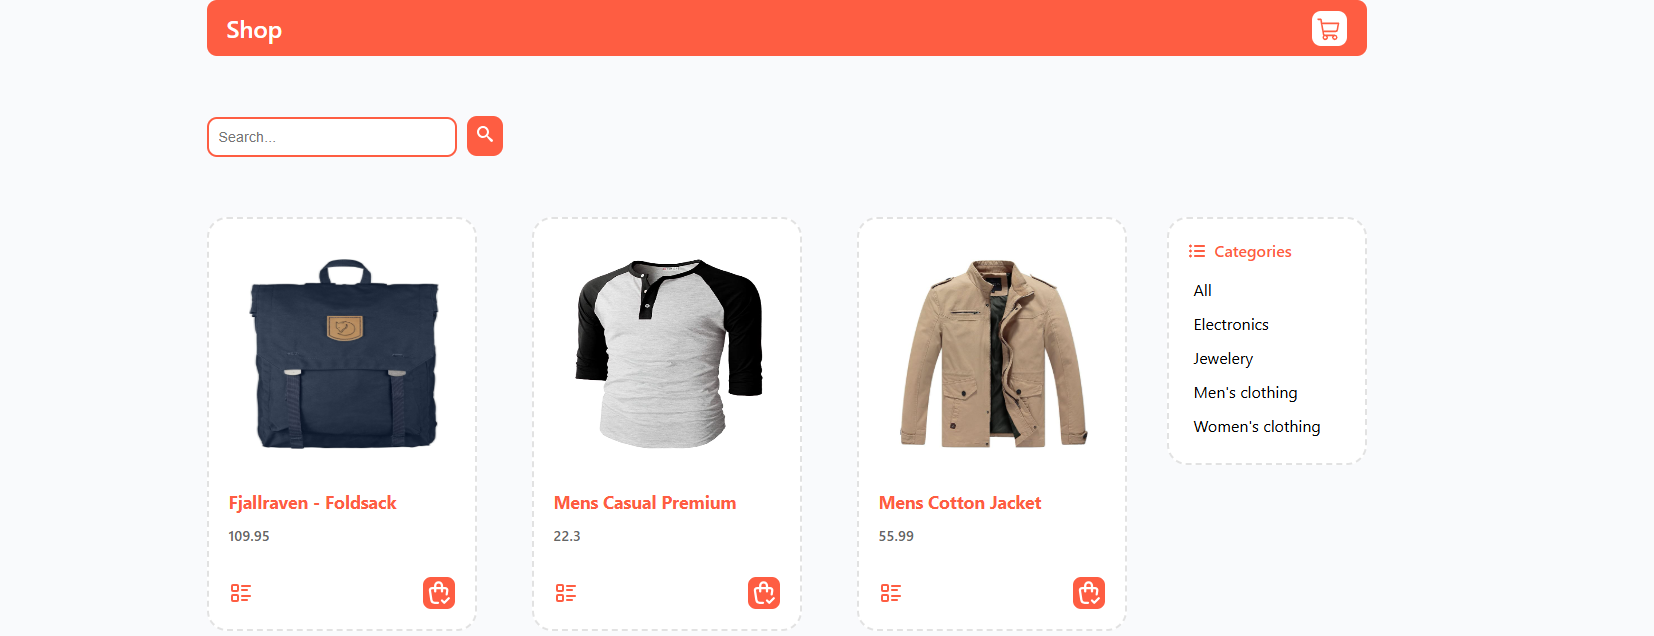 Shop
Search...
Fjallraven - Foldsack
109.95
Mens Casual Premium
22.3
Mens Cotton Jacket
55.99
Categories
All
Electronics
Jewelery
Men's clothing
Women's clothing